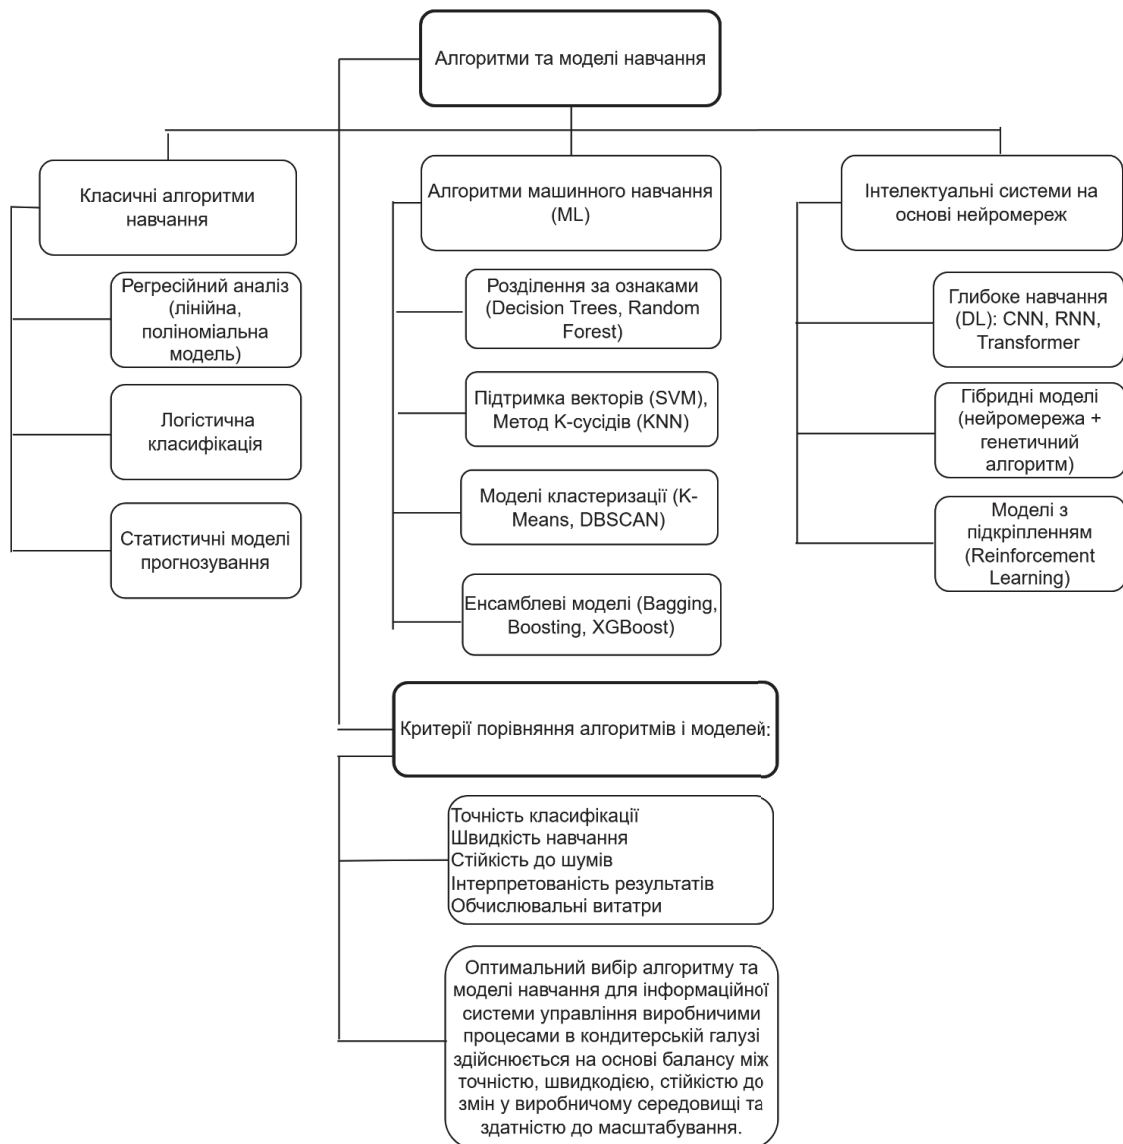 Алгоритми та моделі навчання
Класичні алгоритми
навчання
Регресійний аналіз
(лінійна,
поліноміальна
модель)
Логістична
класифікація
Статистичні моделі
прогнозування
Алгоритми машинного навчання
(ML)
Розділення за ознаками
(Decision Trees, Random
Forest)
Підтримка векторів (SVM),
Метод K-сусідів (KNN)
Моделі кластеризації (K-
Means, DBSCAN)
Енсамблеві моделі (Bagging,
Boosting, XGBoost)
Інтелектуальні системи на
основі нейромереж
Глибоке навчання
(DL): CNN, RNN,
Transformer
Гібридні моделі
(нейромережа +
генетичний
алгоритм)
Моделі з
підкріпленням
(Reinforcement
Learning)
Критерії порівняння алгоритмів і моделей:
Точність класифікації
Швидкість навчання
Стійкість до шумів
Інтерпретованість результатів
Обчислювальні витатри
Оптимальний вибір алгоритму та
моделі навчання для інформаційної
системи управління виробничими
процесами в кондитерській галузі
здійснюється на основі балансу між
точністю, швидкодією, стійкістю до
змін у виробничому середовищі та
здатністю до масштабування.